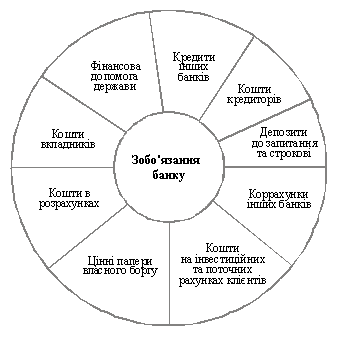 Зобо'язання
банку
Кредити
інших
банків
Кошти
кредиторів
Депозити
до запитання
та строкові
Коррахунки
інших банків
Кошти
на інвестиційних
та поточних
рахунках клієнтів
Цінні папери
власного боргу
Кошти в
розрахунках
Кошти
вкладників
Фінансова
допомога
держави